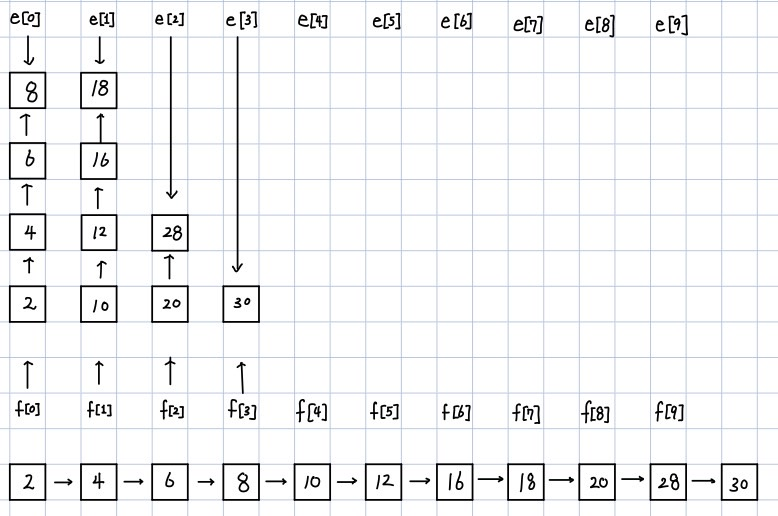 e[0] e[1] e[2] e[3] e[4] e[5] e[6] e[7] e[8] e[9]
8 18
6 16
4 12 28
2 10 20 30
f[0] f[1] f[2] f[3] f[4] f[5] f[6] f[7] f[8] f[9]
2 → 4 → 6 → 8 → 10 → 12 → 16 → 18 → 20 → 28 → 30